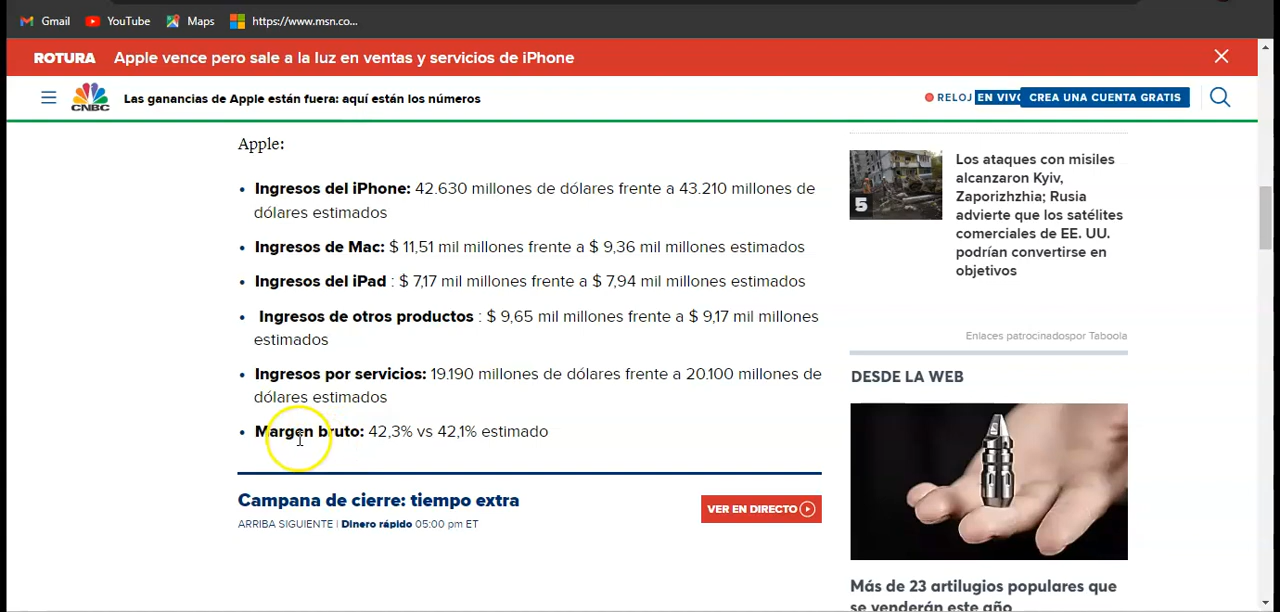 Gmail YouTube Maps https://www.msn.co...
ROTURA Apple vence pero sale a la luz en ventas y servicios de iPhone
CNBC Las ganancias de Apple están fuera: aquí están los números RELOJ EN VIVO CREA UNA CUENTA GRATIS
Apple:
• Ingresos del iPhone: 42.630 millones de dólares frente a 43.210 millones de
dólares estimados
• Ingresos de Mac: $ 11,51 mil millones frente a $ 9,36 mil millones estimados
• Ingresos del iPad : $ 7,17 mil millones frente a $ 7,94 mil millones estimados
• Ingresos de otros productos : $ 9,65 mil millones frente a $ 9,17 mil millones
estimados
• Ingresos por servicios: 19.190 millones de dólares frente a 20.100 millones de
dólares estimados
• Margen bruto: 42,3% vs 42,1% estimado
Campana de cierre: tiempo extra
ARRIBA SIGUIENTE | Dinero rápido 05:00 pm ET
VER EN DIRECTO
5
Los ataques con misiles
alcanzaron Kyiv,
Zaporizhzhia; Rusia
advierte que los satélites
comerciales de EE. UU.
podrían convertirse en
objetivos
Enlaces patrocinadospor Taboola
DESDE LA WEB
Más de 23 artilugios populares que
se venderán este año